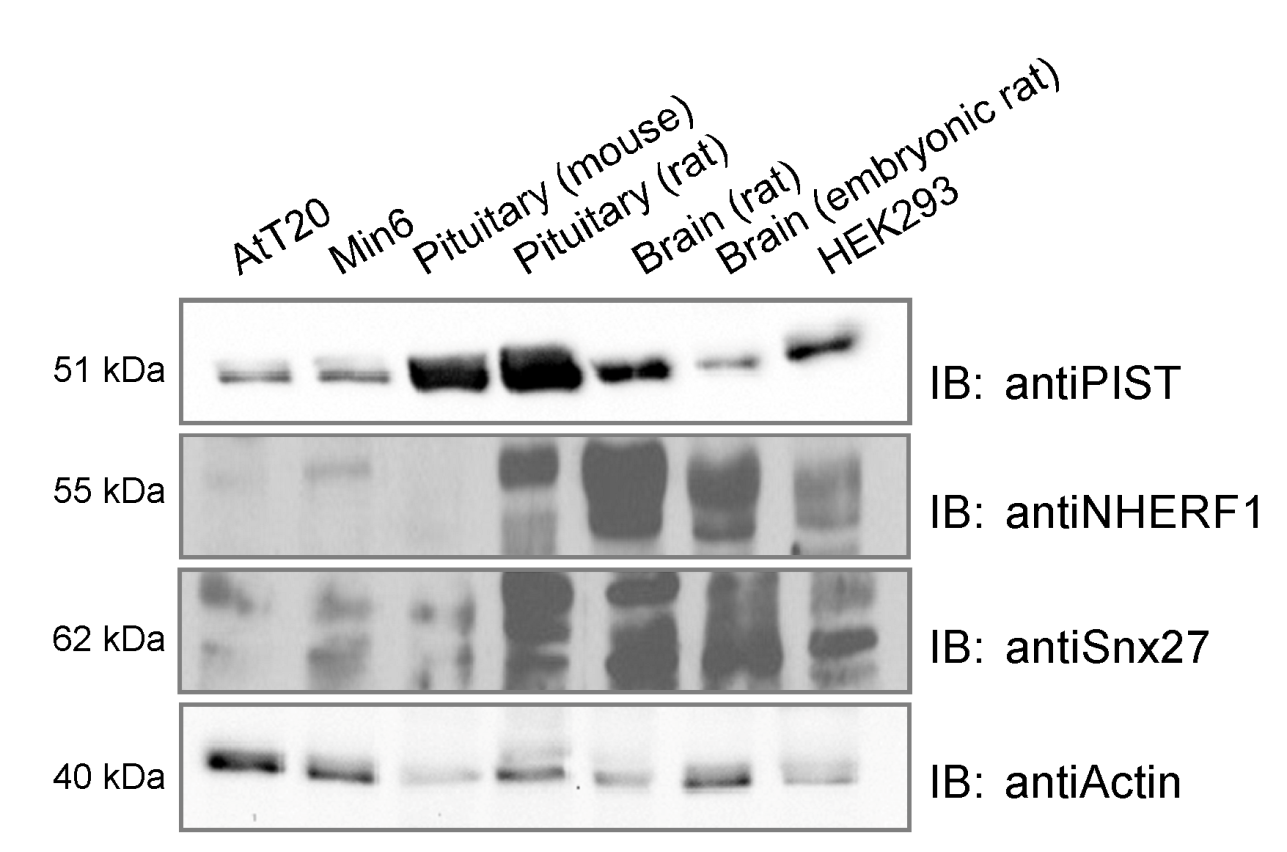 AtT20
Min6
Pituitary (mouse)
Pituitary (rat)
Brain (rat)
Brain (embryonic rat)
HEK293
51 kDa
IB: antiPIST
55 kDa
IB: antiNHERF1
62 kDa
IB: antiSnx27
40 kDa
IB: antiActin